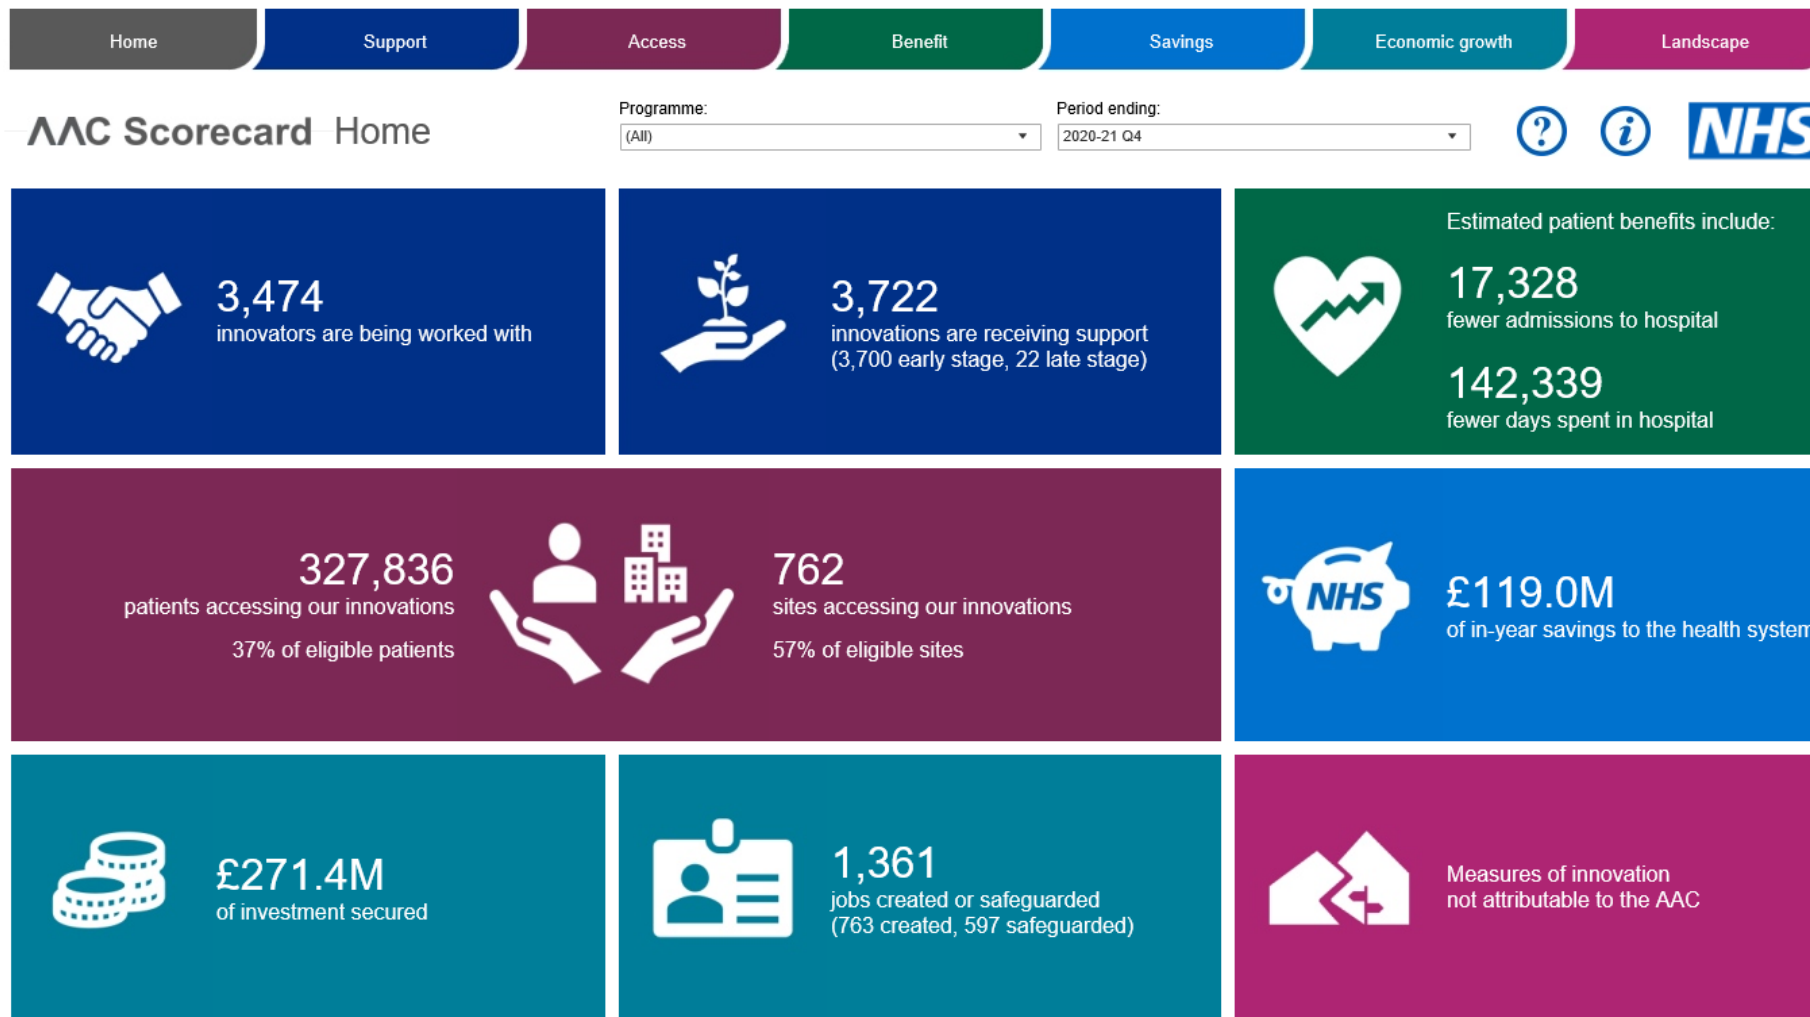 Home
Support
Access
Benefit
Savings
Economic growth
Landscape
ΛΛC Scorecard Home
Programme:
(All)
Period ending:
2020-21 Q4
?
i
NHS
3,474
innovators are being worked with
3,722
innovations are receiving support
(3,700 early stage, 22 late stage)
Estimated patient benefits include:
17,328
fewer admissions to hospital
142,339
fewer days spent in hospital
327,836
patients accessing our innovations
37% of eligible patients
762
sites accessing our innovations
57% of eligible sites
NHS
£119.0M
of in-year savings to the health system
£271.4M
of investment secured
1,361
jobs created or safeguarded
(763 created, 597 safeguarded)
Measures of innovation
not attributable to the AAC